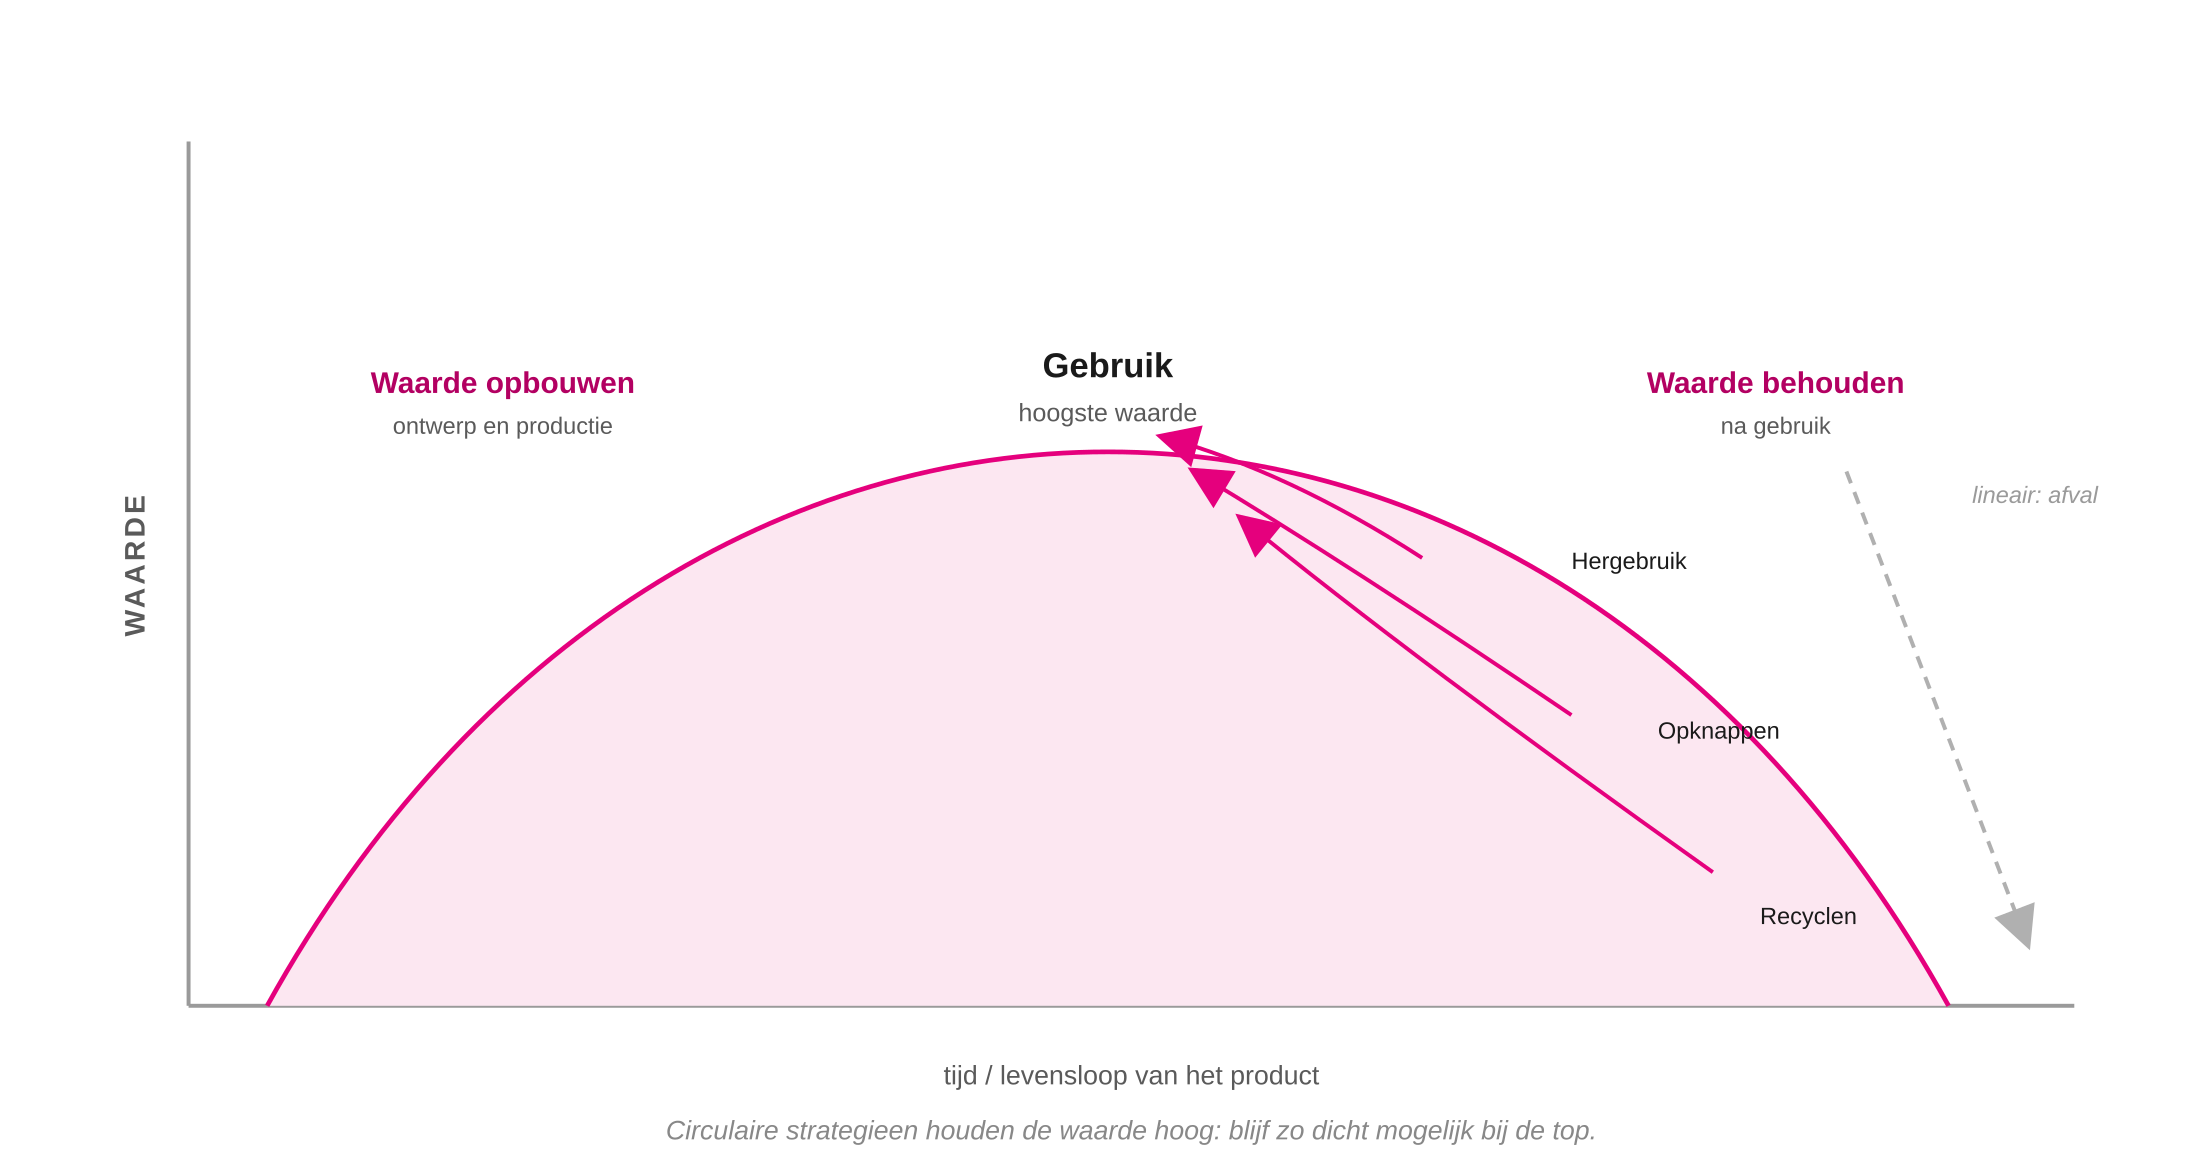 WAARDE
Waarde opbouwen
ontwerp en productie
Gebruik
hoogste waarde
Waarde behouden
na gebruik
lineair: afval
Hergebruik
Opknappen
Recyclen
tijd / levensloop van het product
Circulaire strategieen houden de waarde hoog: blijf zo dicht mogelijk bij de top.